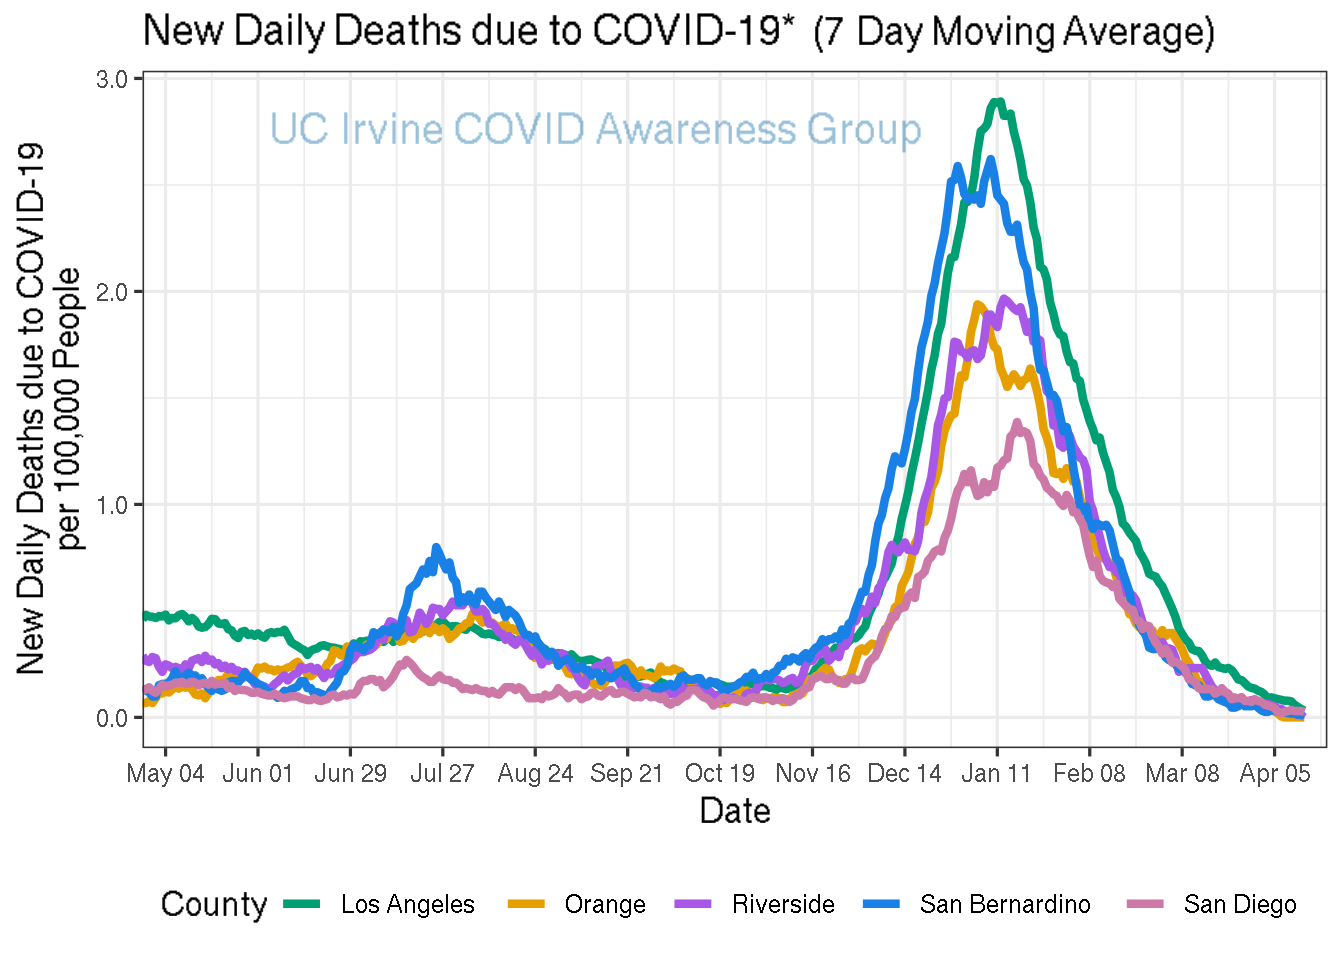 New Daily Deaths due to COVID-19* (7 Day Moving Average)
UC Irvine COVID Awareness Group
New Daily Deaths due to COVID-19
per 100,000 People
3.0
2.0
1.0
0.0
May 04 Jun 01 Jun 29 Jul 27 Aug 24 Sep 21 Oct 19 Nov 16 Dec 14 Jan 11 Feb 08 Mar 08 Apr 05
Date
County Los Angeles Orange Riverside San Bernardino San Diego